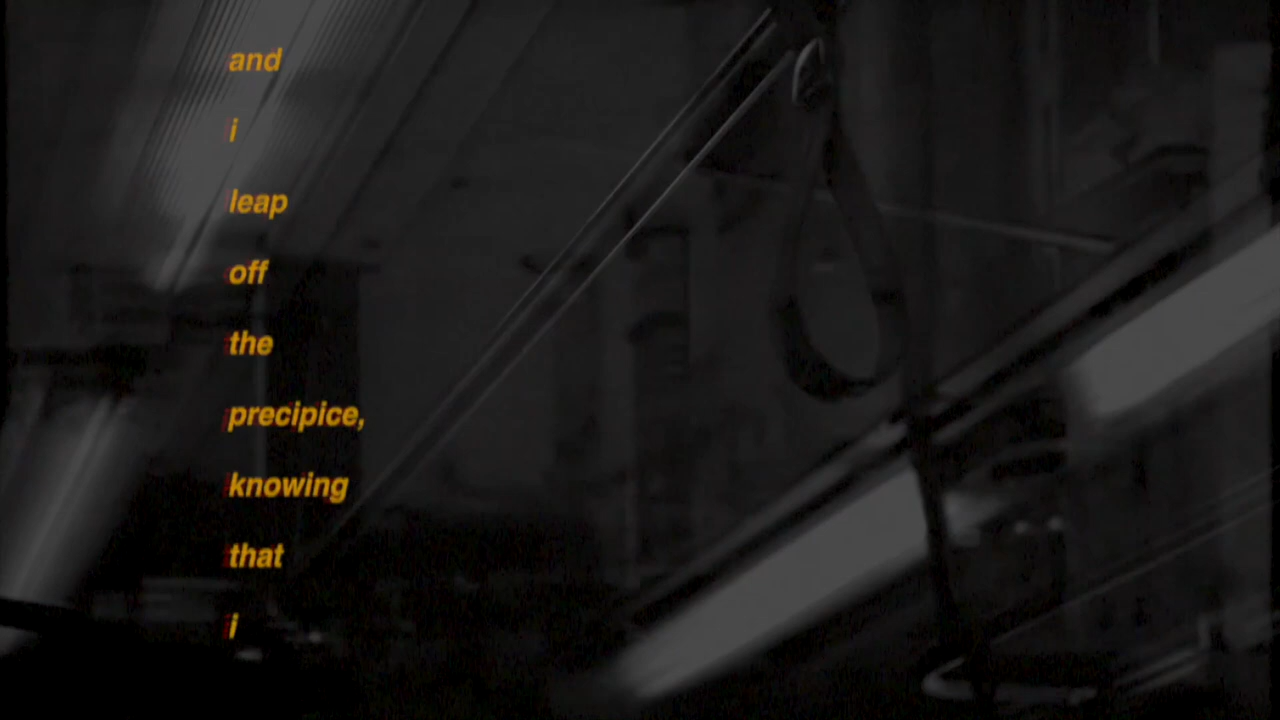 and
i
leap
off
the
precipice,
knowing
that
i